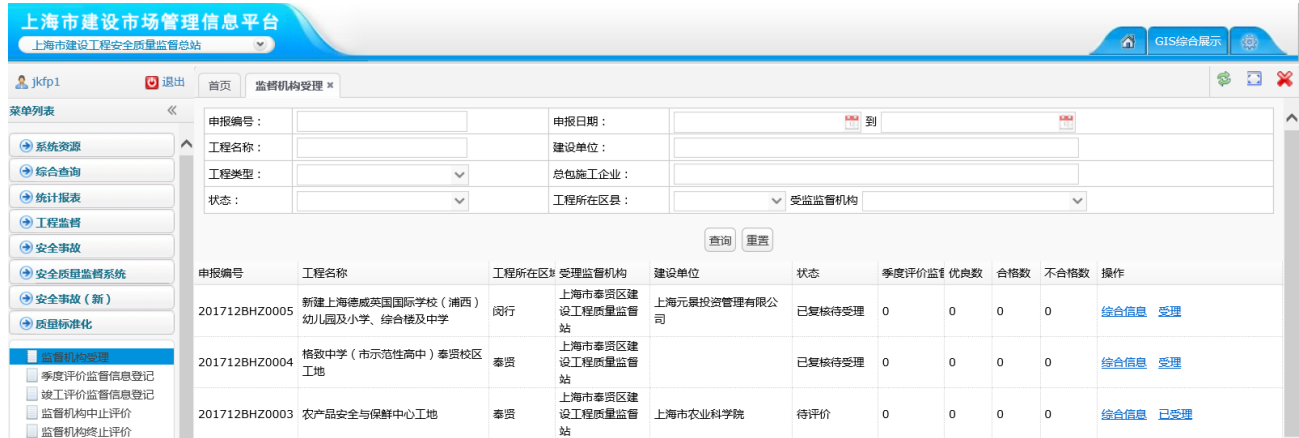 上海市建设市场管理信息平台
上海市建设工程安全质量监督总站
GIS综合展示
jkfp1 退出
首页 监督机构受理
菜单列表
系统资源
综合查询
统计报表
工程监督
安全事故
安全质量监督系统
安全事故(新)
质量标准化
监督机构受理
季度评价监督信息登记
竣工评价监督信息登记
监督机构中止评价
监督机构终止评价
申报编号: 申报日期: 到
工程名称: 建设单位:
工程类型: 总包施工企业:
状态: 工程所在区县: 受监监督机构
查询 重置
申报编号 工程名称 工程所在区 受理监督机构 建设单位 状态 季度评价监 优良数 合格数 不合格数 操作
201712BHZ0005 新建上海德威英国国际学校(浦西)
幼儿园及小学、综合楼及中学 闵行 上海市奉贤区建
设工程质量监督
站 上海元景投资管理有限公
司 已复核待受理 0 0 0 0 综合信息 受理
201712BHZ0004 格致中学(市示范性高中)奉贤校区
工地 奉贤 上海市奉贤区建
设工程质量监督
站 已复核待受理 0 0 0 0 综合信息 受理
201712BHZ0003 农产品安全与保鲜中心工地 奉贤 上海市奉贤区建
设工程质量监督
站 上海市农业科学院 待评价 0 0 0 0 综合信息 已受理